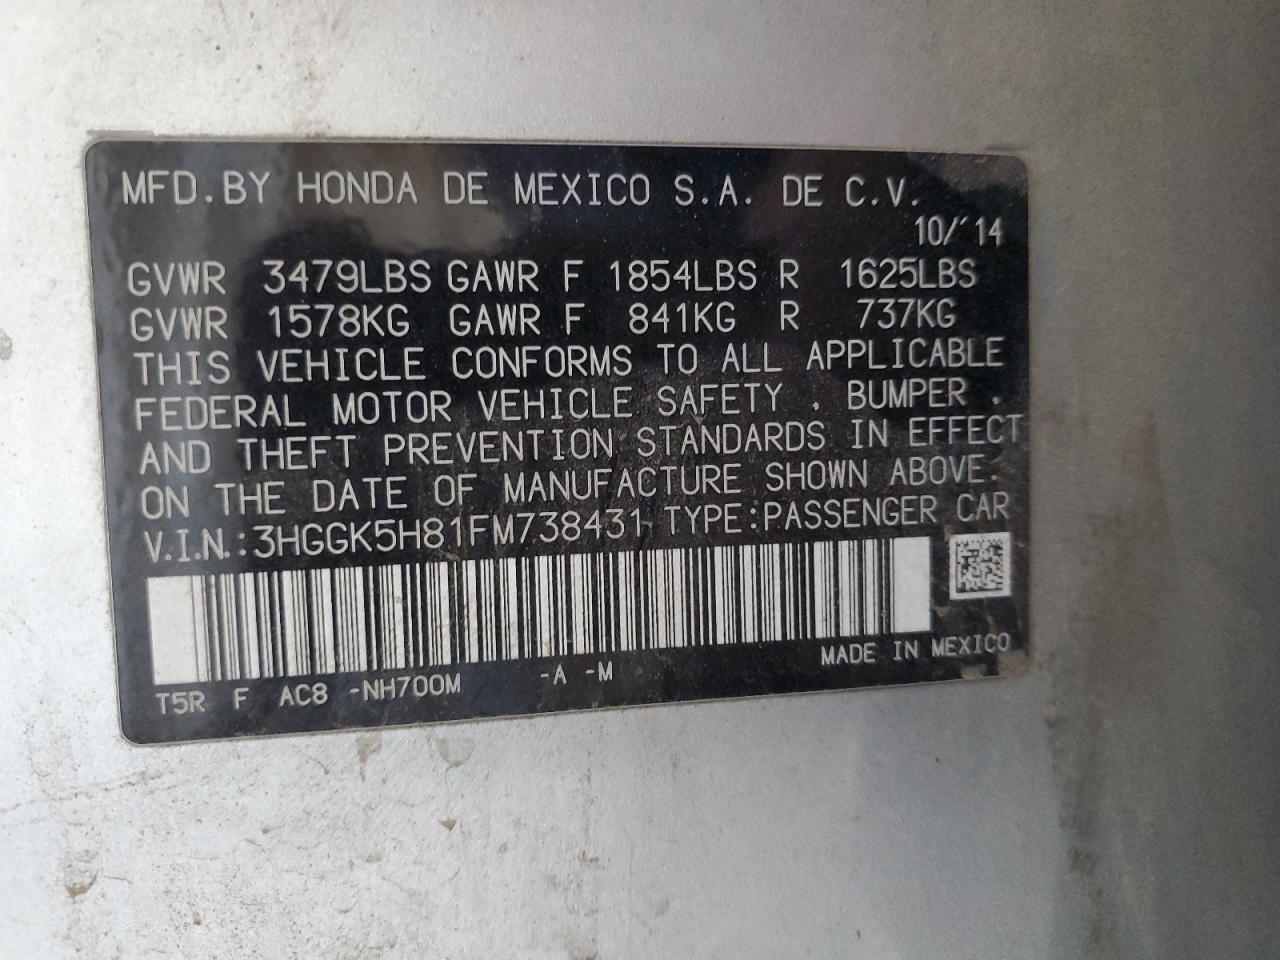 MFD.BY HONDA DE MEXICO S.A. DE C.V.
10/'14
GVWR 3479LBS GAWR F 1854LBS R 1625LBS
GVWR 1578KG GAWR F 841KG R 737KG
THIS VEHICLE CONFORMS TO ALL APPLICABLE
FEDERAL MOTOR VEHICLE SAFETY , BUMPER ,
AND THEFT PREVENTION STANDARDS IN EFFECT
ON THE DATE OF MANUFACTURE SHOWN ABOVE.
V.I.N.:3HGGK5H81FM738431 TYPE:PASSENGER CAR
MADE IN MEXICO
T5R F AC8 -NH700M -A -M